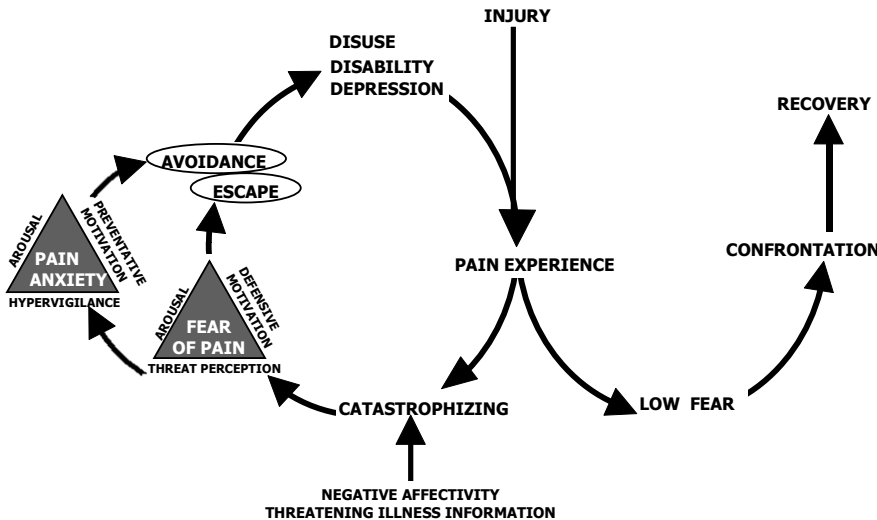 INJURY
DISUSE
DISABILITY
DEPRESSION
RECOVERY
AVOIDANCE
ESCAPE
AROUSAL
PREVENTATIVE
MOTIVATION
PAIN
ANXIETY
HYPERVIGILANCE
CONFRONTATION
PAIN EXPERIENCE
AROUSAL
DEFENSIVE
MOTIVATION
FEAR
OF PAIN
THREAT PERCEPTION
CATASTROPHIZING
LOW FEAR
NEGATIVE AFFECTIVITY
THREATENING ILLNESS INFORMATION